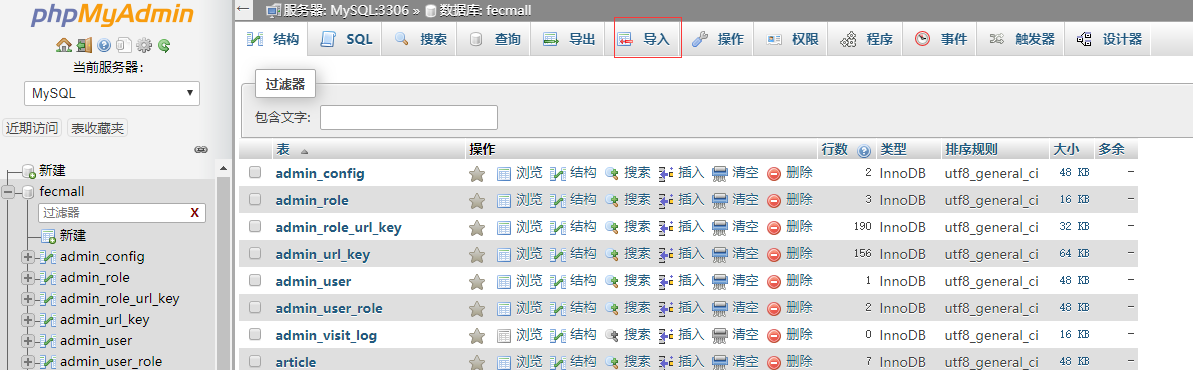 phpMyAdmin
当前服务器：
MySQL
近期访问 表收藏夹
新建
fecmall
过滤器 X
新建
admin_config
admin_role
admin_role_url_key
admin_url_key
admin_user
admin_user_role
服务器: MySQL:3306 » 数据库: fecmall
结构 SQL 搜索 查询 导出 导入 操作 权限 程序 事件 触发器 设计器
过滤器
包含文字:
表 操作 行数 类型 排序规则 大小 多余
admin_config 浏览 结构 搜索 插入 清空 删除 2 InnoDB utf8_general_ci 48 KB -
admin_role 浏览 结构 搜索 插入 清空 删除 3 InnoDB utf8_general_ci 16 KB -
admin_role_url_key 浏览 结构 搜索 插入 清空 删除 190 InnoDB utf8_general_ci 32 KB -
admin_url_key 浏览 结构 搜索 插入 清空 删除 156 InnoDB utf8_general_ci 64 KB -
admin_user 浏览 结构 搜索 插入 清空 删除 1 InnoDB utf8_general_ci 48 KB -
admin_user_role 浏览 结构 搜索 插入 清空 删除 2 InnoDB utf8_general_ci 48 KB -
admin_visit_log 浏览 结构 搜索 插入 清空 删除 0 InnoDB utf8_general_ci 16 KB -
article 浏览 结构 搜索 插入 清空 删除 7 InnoDB utf8_general_ci 48 KB -